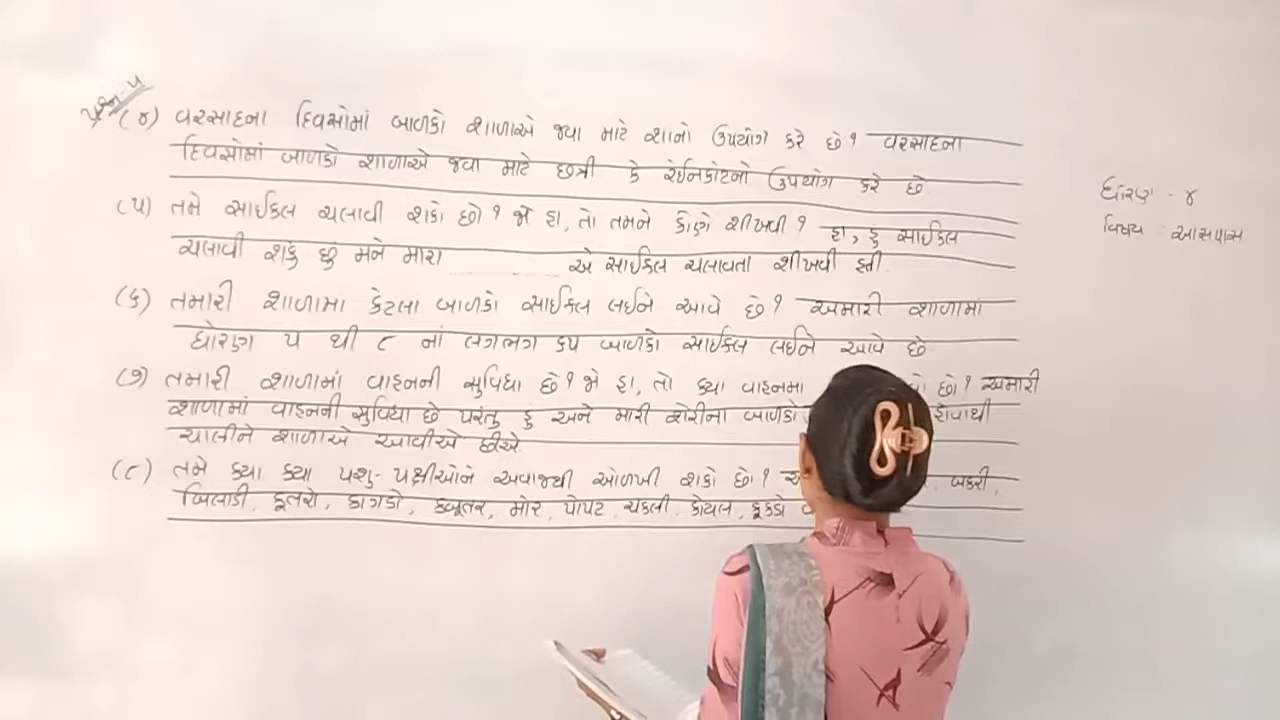 પ્રશ્ન-૫
(૪) વરસાદના દિવસોમાં બાળકો શાળાએ જવા માટે શાનો ઉપયોગ કરે છે? વરસાદના
દિવસોમાં બાળકો શાળાએ જવા માટે છત્રી કે રેઈનકોટનો ઉપયોગ કરે છે.
(૫) તને સાઈકલ ચલાવી શકો છો? જો હા, તો તમને કોણે શીખવી? હા, હું સાઈકલ
ચલાવી શકું છું મને મારા એ સાઈકલ ચલાવતા શીખવી હતી.
(૬) તમારી શાળામા કેટલા બાળકો સાઈકલ લઈને આવે છે? અમારી શાળામાં
ધોરણ ૫ થી ૮ નાં લગભગ ૬૫ બાળકો સાઈકલ લઈને આવે છે
(૭) તમારી શાળામાં વાહનની સુવિધા છે? જો હા, તો ક્યા વાહનમા છો? અમારી
શાળામાં વાહનની સુવિધા છે પરંતુ હું અને મારી શેરીના બાળકો હોવાથી
ચાલીને શાળાએ આવીએ છીએ.
(૮) તને ક્યા ક્યા પશુ-પક્ષીઓને અવાજથી ઓળખી શકો છો? બકરી,
બિલાડી, કૂતરો, કાગડો, કબૂતર, મોર, પોપટ, ચકલી, કોયલ, કૂકડો
ધોરણ - ૪
વિષય - આસપાસ